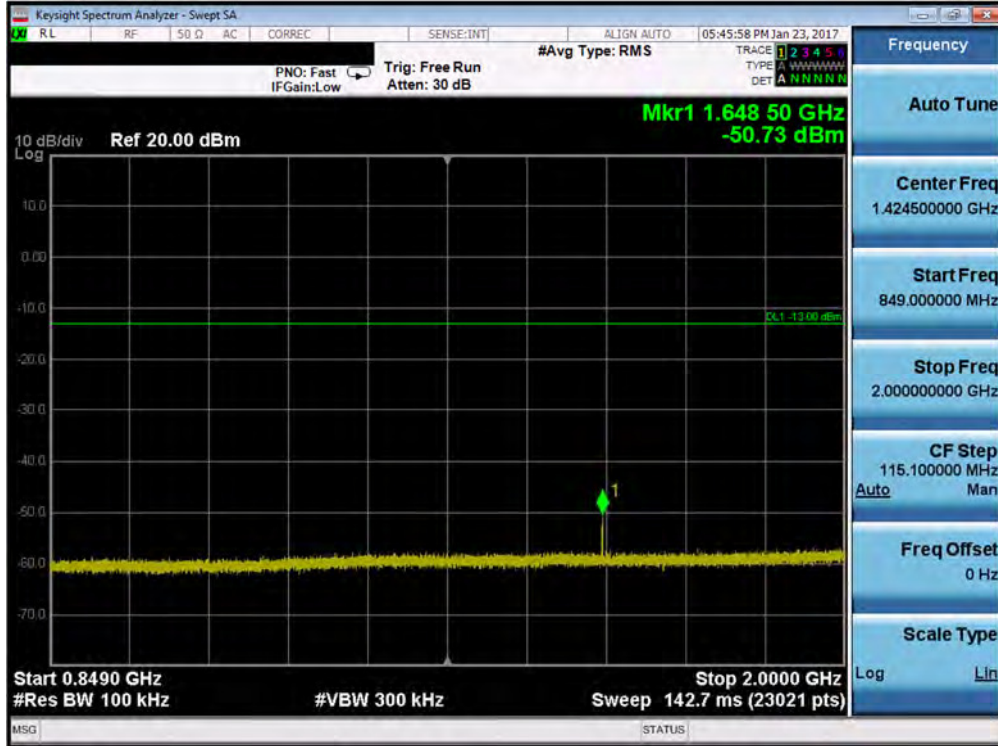 Keysight Spectrum Analyzer - Swept SA
LXI RL RF 50 Ω AC CORREC SENSE:INT ALIGN AUTO 05:45:58 PM Jan 23, 2017
#Avg Type: RMS TRACE 1 2 3 4 5 6
PNO: Fast Trig: Free Run TYPE A WWWWW
IFGain:Low Atten: 30 dB DET A N N N N N
Mkr1 1.648 50 GHz
10 dB/div Ref 20.00 dBm -50.73 dBm
Log
10.0
0.00
-10.0
DL1 -13.00 dBm
-20.0
-30.0
-40.0
1
-50.0
-60.0
-70.0
Start 0.8490 GHz Stop 2.0000 GHz
#Res BW 100 kHz #VBW 300 kHz Sweep 142.7 ms (23021 pts)
MSG STATUS
Frequency
Auto Tune
Center Freq
1.424500000 GHz
Start Freq
849.000000 MHz
Stop Freq
2.000000000 GHz
CF Step
115.100000 MHz
Auto Man
Freq Offset
0 Hz
Scale Type
Log Lin